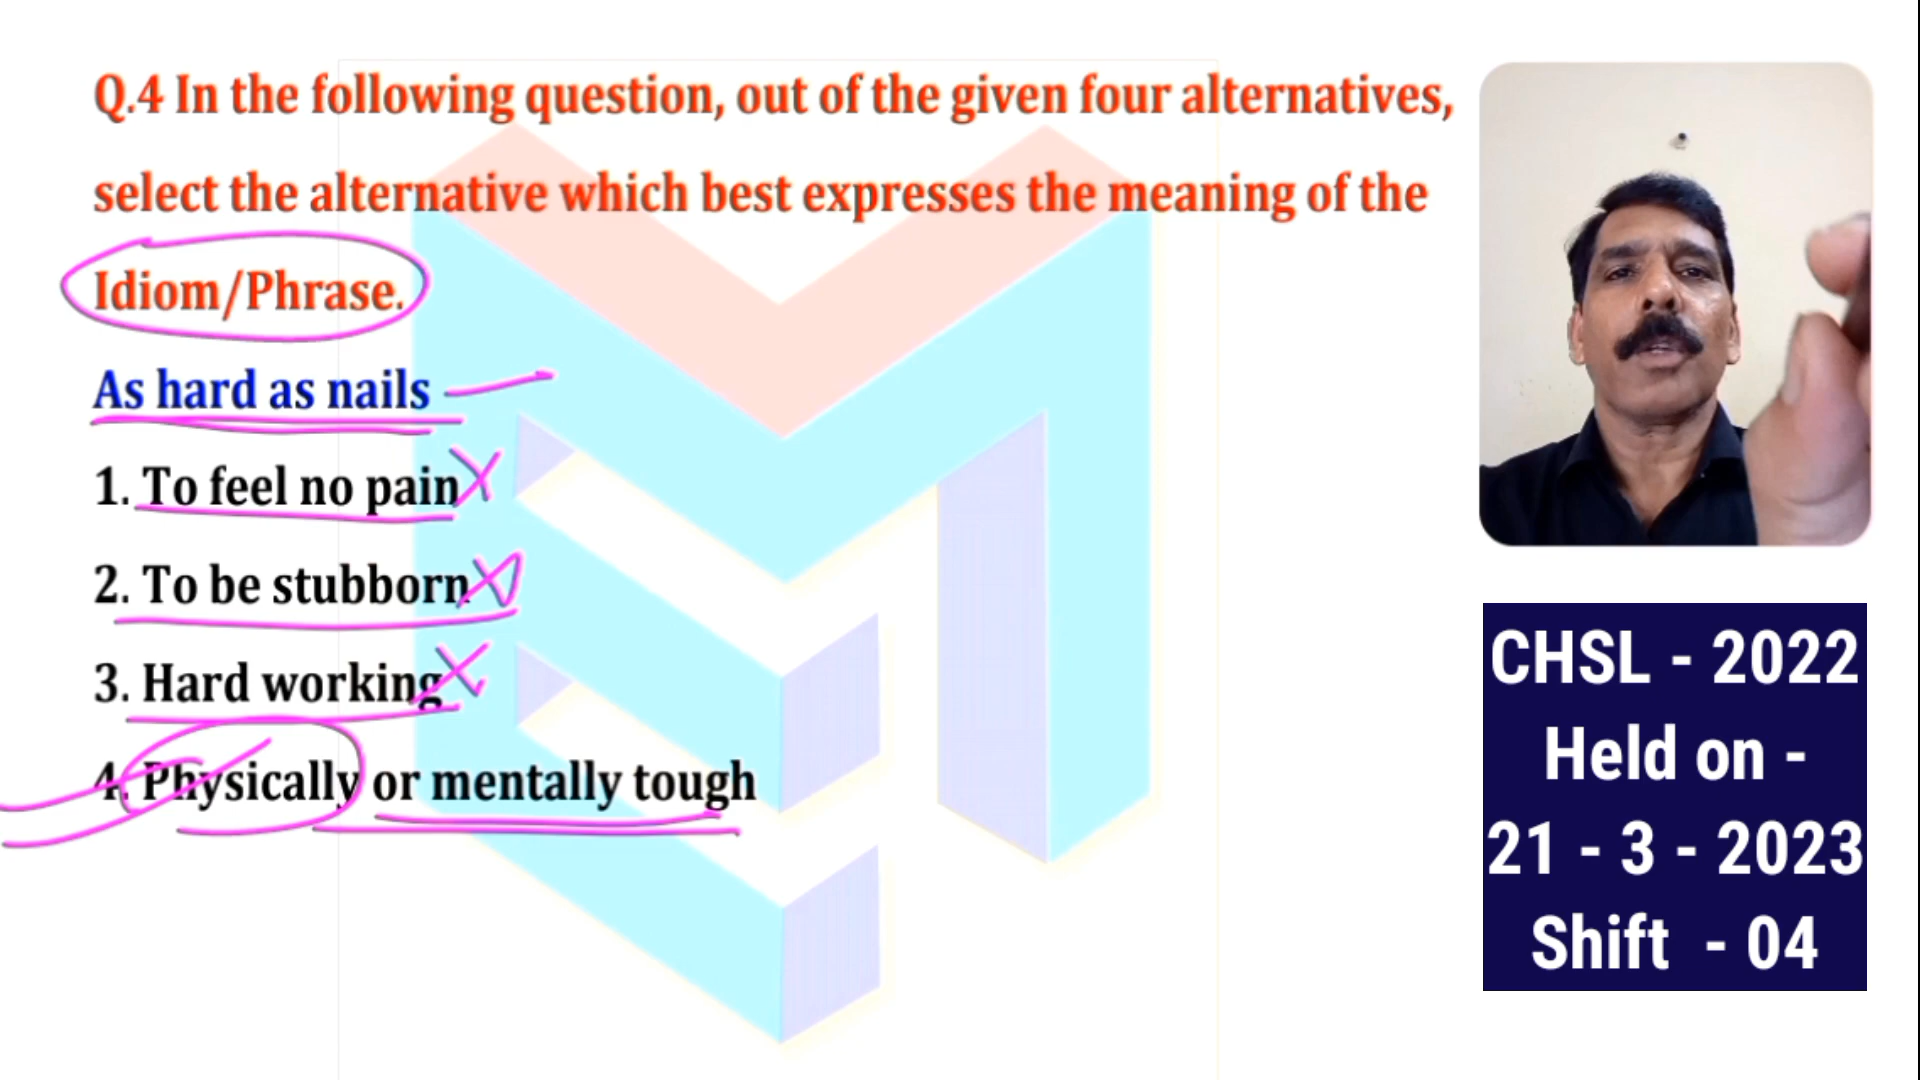 Q.4 In the following question, out of the given four alternatives,
select the alternative which best expresses the meaning of the
Idiom/Phrase.
As hard as nails
1. To feel no pain
2. To be stubborn
3. Hard working
4. Physically or mentally tough
CHSL - 2022
Held on -
21 - 3 - 2023
Shift - 04